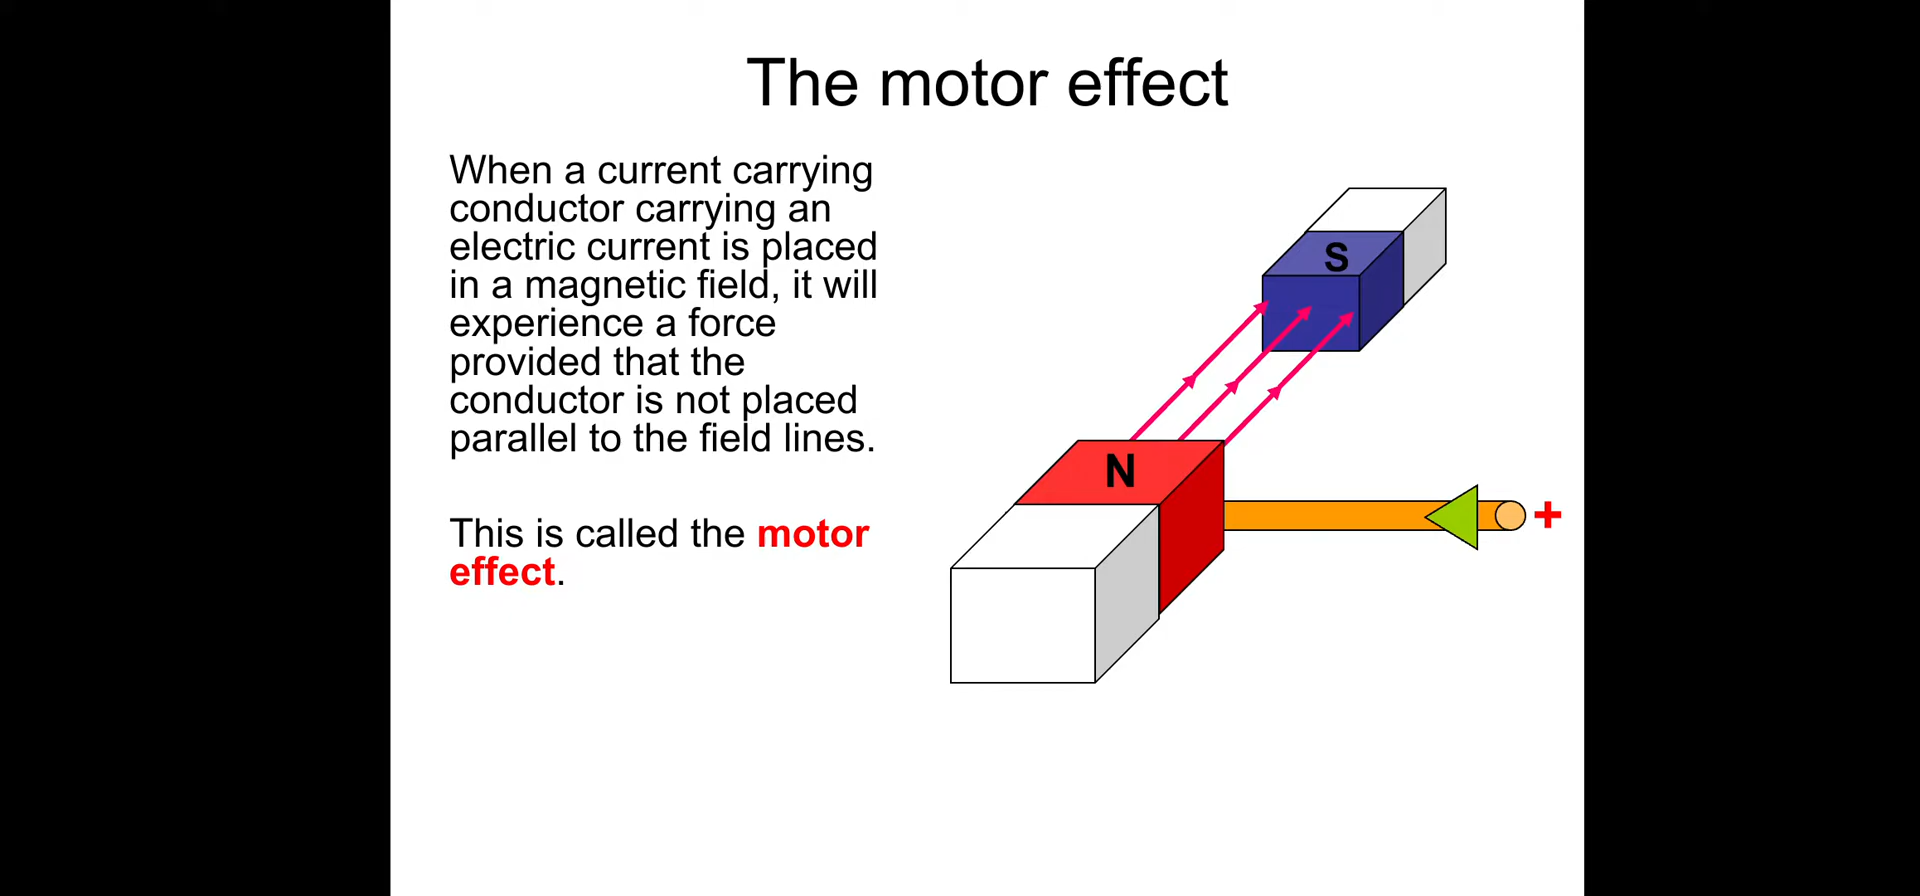 The motor effect
When a current carrying
conductor carrying an
electric current is placed
in a magnetic field, it will
experience a force
provided that the
conductor is not placed
parallel to the field lines.
This is called the motor
effect.
S
N
+